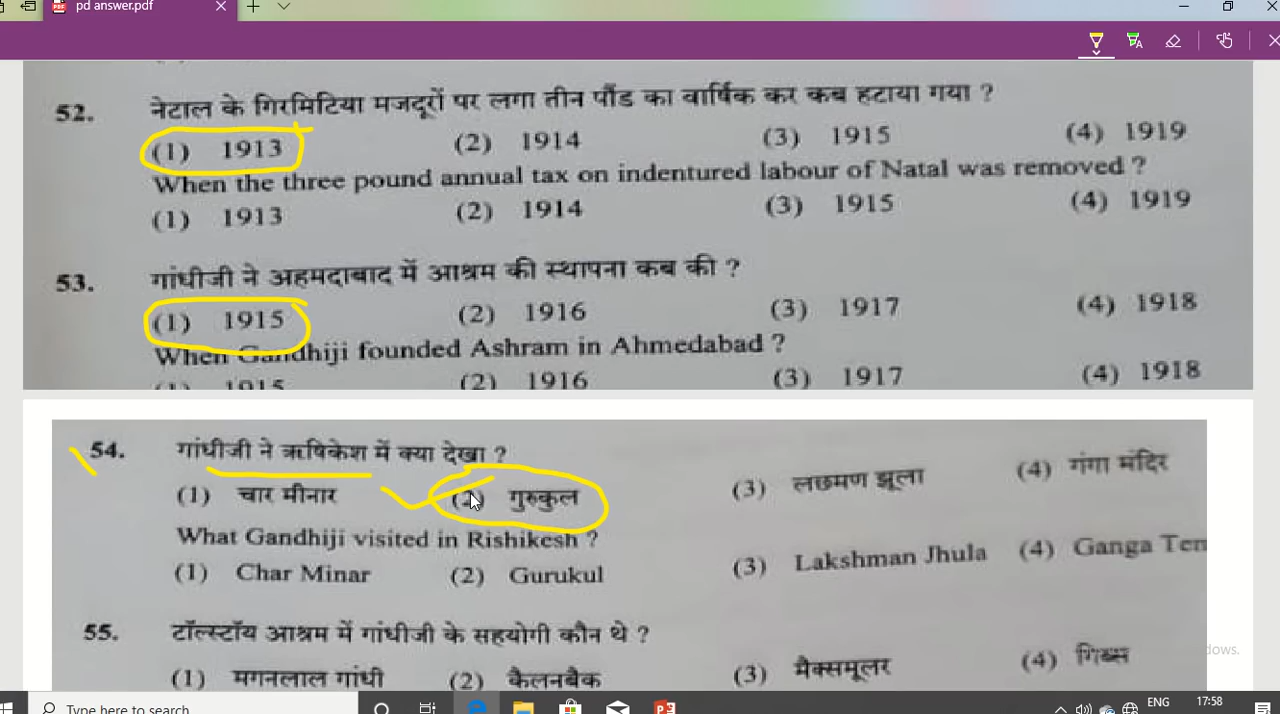 pd answer.pdf
52. नेटाल के गिरमिटिया मजदूरों पर लगा तीन पौंड का वार्षिक कर कब हटाया गया ?
(1) 1913 (2) 1914 (3) 1915 (4) 1919
When the three pound annual tax on indentured labour of Natal was removed ?
(1) 1913 (2) 1914 (3) 1915 (4) 1919
53. गांधीजी ने अहमदाबाद में आश्रम की स्थापना कब की ?
(1) 1915 (2) 1916 (3) 1917 (4) 1918
When Gandhiji founded Ashram in Ahmedabad ?
(1) 1915 (2) 1916 (3) 1917 (4) 1918
54. गांधीजी ने ऋषिकेश में क्या देखा ?
(1) चार मीनार (2) गुरुकुल (3) लछमण झूला (4) गंगा मंदिर
What Gandhiji visited in Rishikesh ?
(1) Char Minar (2) Gurukul (3) Lakshman Jhula (4) Ganga Tem
55. टॉल्स्टॉय आश्रम में गांधीजी के सहयोगी कौन थे ?
(1) मगनलाल गांधी (2) कैलनबैक (3) मैक्समूलर (4) गिब्स
dows.
Type here to search
ENG 17:58